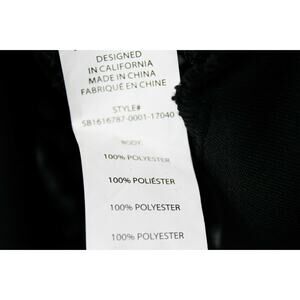 DESIGNED
IN CALIFORNIA
MADE IN CHINA
FABRIQUÉ EN CHINE
STYLE#
SB1616787-0001-17040
BODY:
100% POLYESTER
100% POLIÉSTER
100% POLYESTER
100% POLYESTER